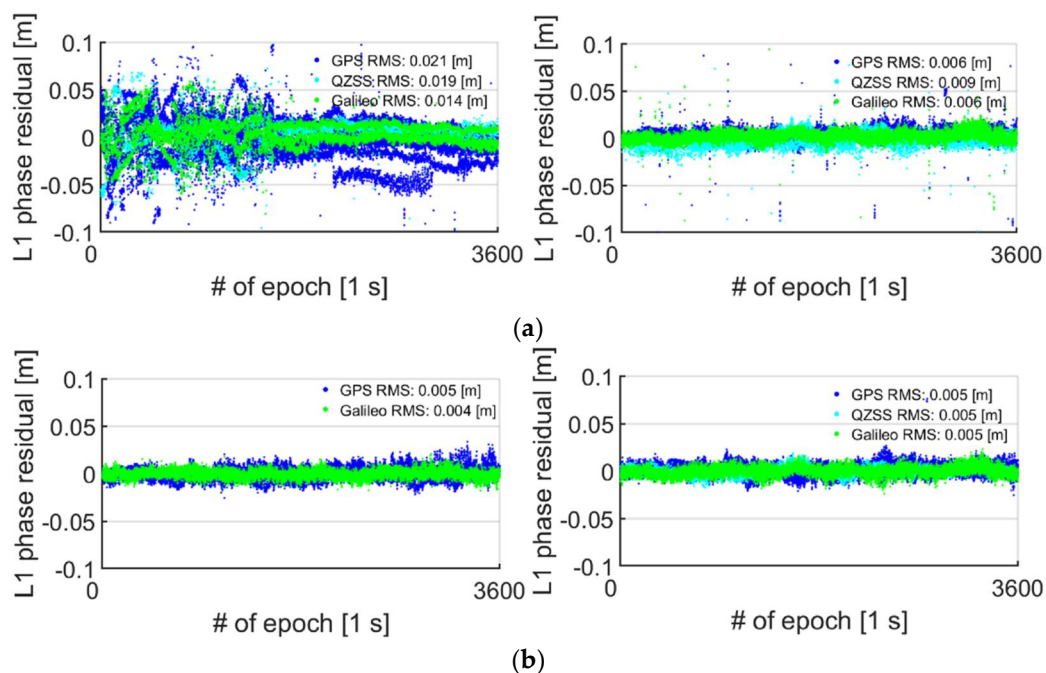 L1 phase residual [m]
0.1
0.05
0
-0.05
-0.1
GPS RMS: 0.021 [m]
QZSS RMS: 0.019 [m]
Galileo RMS: 0.014 [m]
0
3600
# of epoch [1 s]
L1 phase residual [m]
0.1
0.05
0
-0.05
-0.1
GPS RMS: 0.006 [m]
QZSS RMS: 0.009 [m]
Galileo RMS: 0.006 [m]
0
3600
# of epoch [1 s]
(a)
L1 phase residual [m]
0.1
0.05
0
-0.05
-0.1
GPS RMS: 0.005 [m]
Galileo RMS: 0.004 [m]
0
3600
# of epoch [1 s]
L1 phase residual [m]
0.1
0.05
0
-0.05
-0.1
GPS RMS: 0.005 [m]
QZSS RMS: 0.005 [m]
Galileo RMS: 0.005 [m]
0
3600
# of epoch [1 s]
(b)